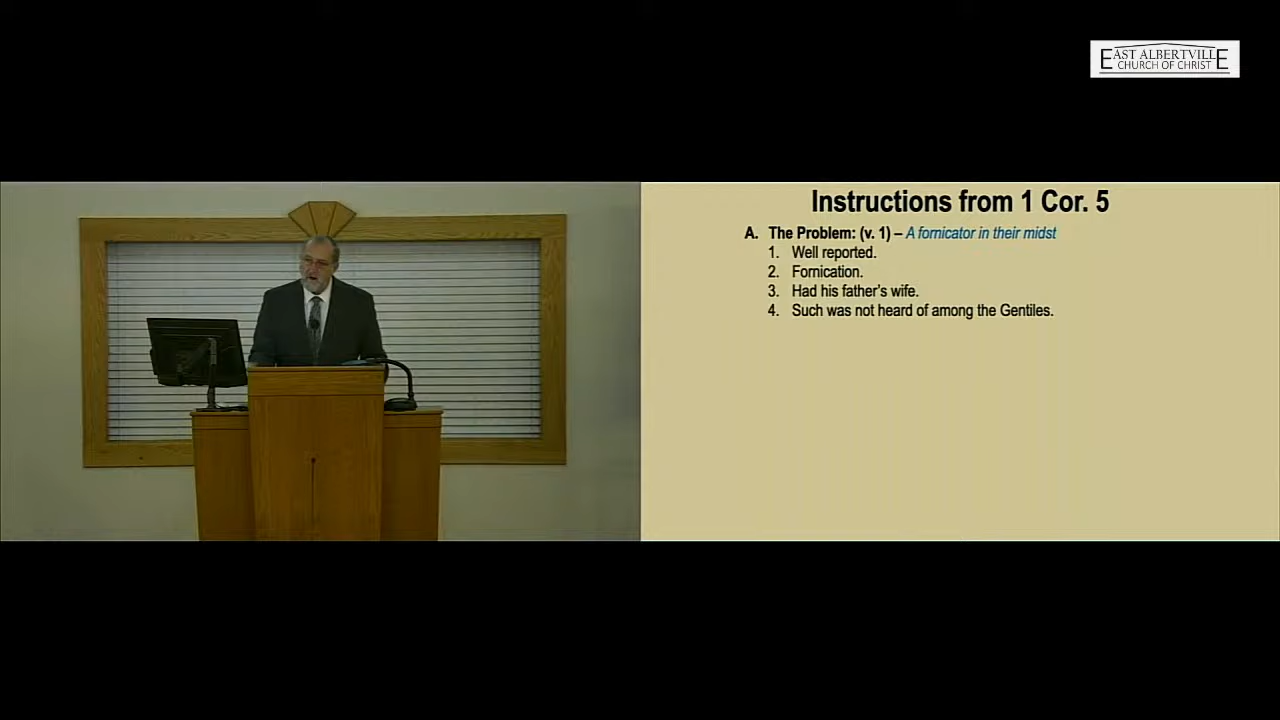 EAST ALBERTVILLE
CHURCH OF CHRIST
Instructions from 1 Cor. 5
A. The Problem: (v. 1) – A fornicator in their midst
1. Well reported.
2. Fornication.
3. Had his father's wife.
4. Such was not heard of among the Gentiles.